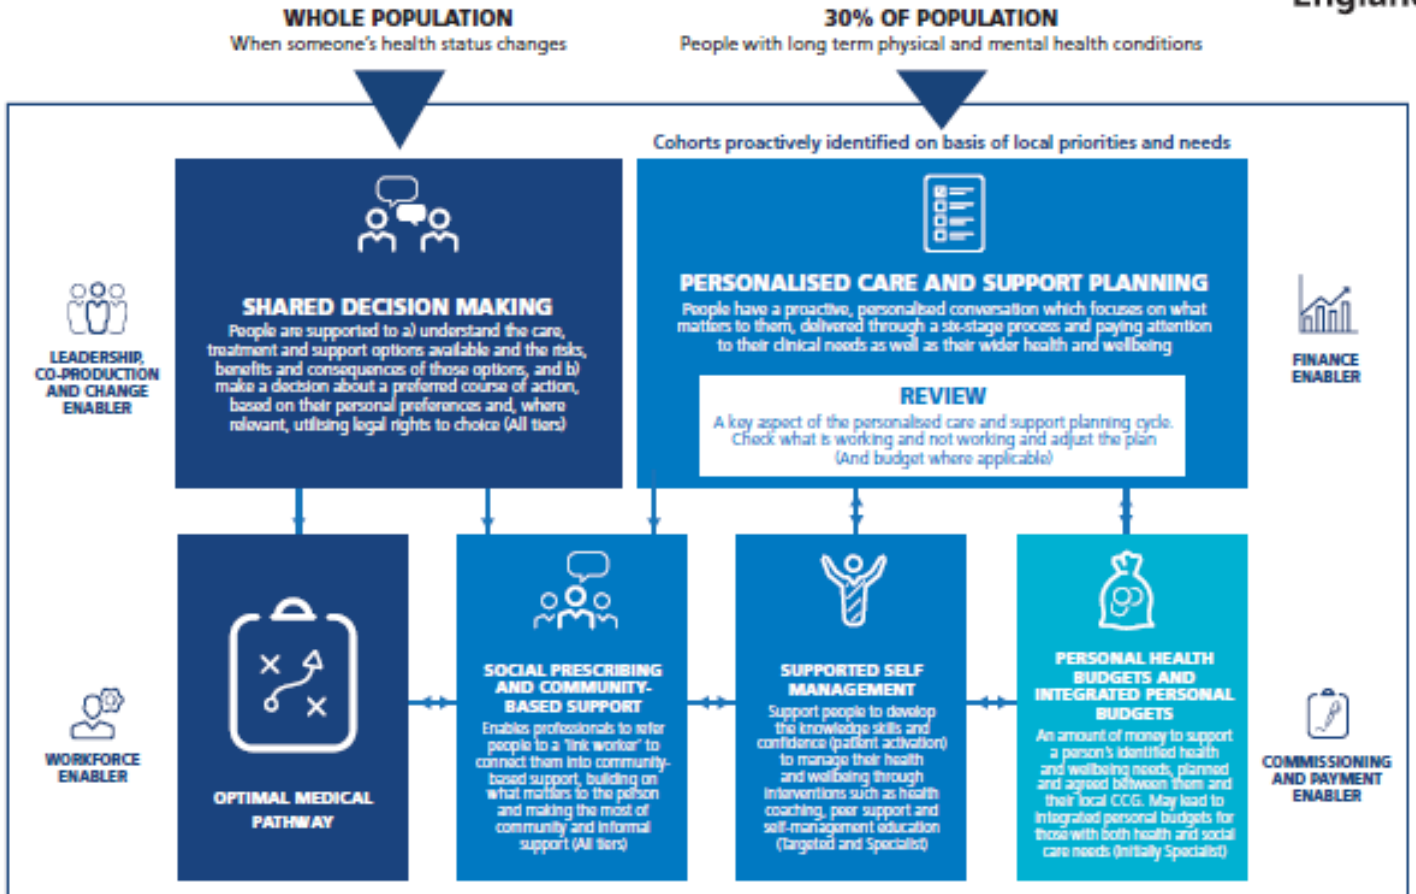 England
WHOLE POPULATION
When someone's health status changes
30% OF POPULATION
People with long term physical and mental health conditions
Cohorts proactively identified on basis of local priorities and needs
SHARED DECISION MAKING
People are supported to a) understand the care,
treatment and support options available and the risks,
benefits and consequences of those options, and b)
make a decision about a preferred course of action,
based on their personal preferences and, where
relevant, utilising legal rights to choice (All tiers)
PERSONALISED CARE AND SUPPORT PLANNING
People have a proactive, personalised conversation which focuses on what
matters to them, delivered through a six-stage process and paying attention
to their clinical needs as well as their wider health and wellbeing
REVIEW
A key aspect of the personalised care and support planning cycle.
Check what is working and not working and adjust the plan
(And budget where applicable)
LEADERSHIP,
CO-PRODUCTION
AND CHANGE
ENABLER
FINANCE
ENABLER
WORKFORCE
ENABLER
OPTIMAL MEDICAL
PATHWAY
SOCIAL PRESCRIBING
AND COMMUNITY-
BASED SUPPORT
Enables professionals to refer
people to a 'link worker' to
connect them into community-
based support, building on
what matters to the person
and making the most of
community and informal
support (All tiers)
SUPPORTED SELF
MANAGEMENT
Support people to develop
the knowledge skills and
confidence (patient activation)
to manage their health
and wellbeing through
interventions such as health
coaching, peer support and
self-management education
(Targeted and Specialist)
PERSONAL HEALTH
BUDGETS AND
INTEGRATED PERSONAL
BUDGETS
An amount of money to support
a person's identified health
and wellbeing needs, planned
and agreed between them and
their local CCG. May lead to
integrated personal budgets for
those with both health and social
care needs (Initially Specialist)
COMMISSIONING
AND PAYMENT
ENABLER